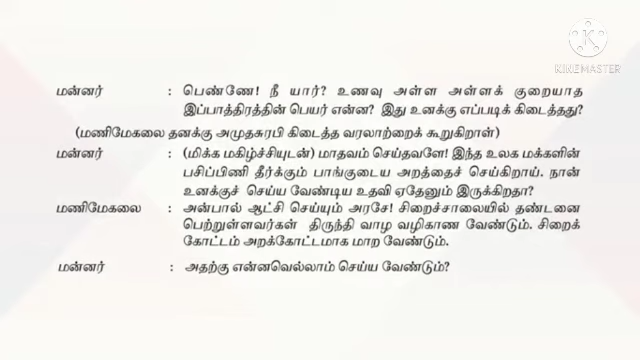 KINEMASTER
மன்னர் : பெண்ணே! நீ யார்? உணவு அள்ள அள்ளக் குறையாத
இப்பாத்திரத்தின் பெயர் என்ன? இது உனக்கு எப்படிக் கிடைத்தது?
(மணிமேகலை தனக்கு அமுதசுரபி கிடைத்த வரலாற்றைக் கூறுகிறாள்)
மன்னர் : (மிக்க மகிழ்ச்சியுடன்) மாதவம் செய்தவளே! இந்த உலக மக்களின்
பசிப்பிணி தீர்க்கும் பாங்குடைய அறத்தைச் செய்கிறாய். நான்
உனக்குச் செய்ய வேண்டிய உதவி ஏதேனும் இருக்கிறதா?
மணிமேகலை : அன்பால் ஆட்சி செய்யும் அரசே! சிறைச்சாலையில் தண்டனை
பெற்றுள்ளவர்கள் திருந்தி வாழ வழிகாண வேண்டும். சிறைக்
கோட்டம் அறக்கோட்டமாக மாற வேண்டும்.
மன்னர் : அதற்கு என்னவெல்லாம் செய்ய வேண்டும்?